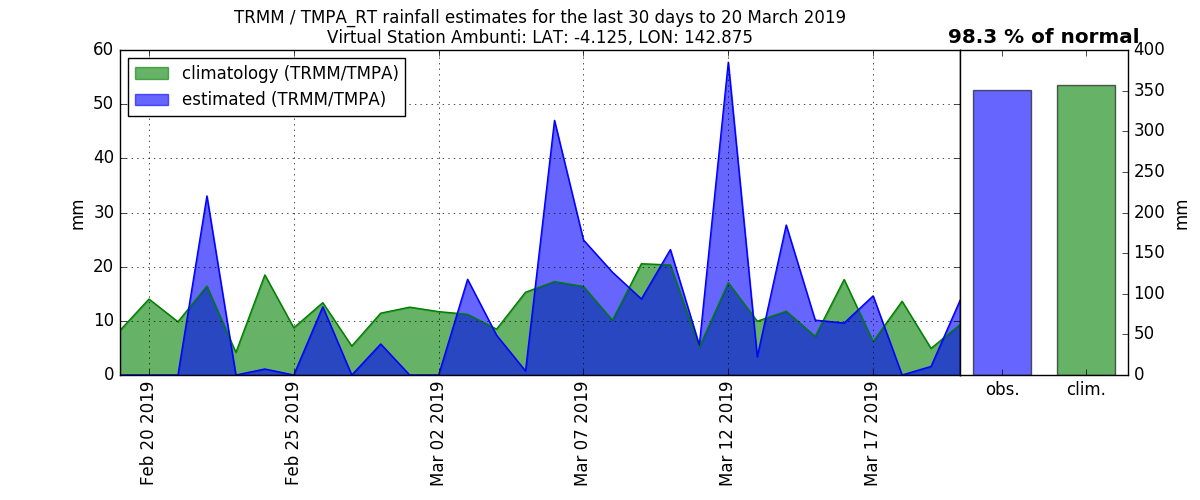 TRMM / TMPA_RT rainfall estimates for the last 30 days to 20 March 2019
Virtual Station Ambunti: LAT: -4.125, LON: 142.875
98.3 % of normal
climatology (TRMM/TMPA)
estimated (TRMM/TMPA)
60
50
40
30
20
10
0
mm
Feb 20 2019
Feb 25 2019
Mar 02 2019
Mar 07 2019
Mar 12 2019
Mar 17 2019
400
350
300
250
200
150
100
50
0
mm
obs.
clim.